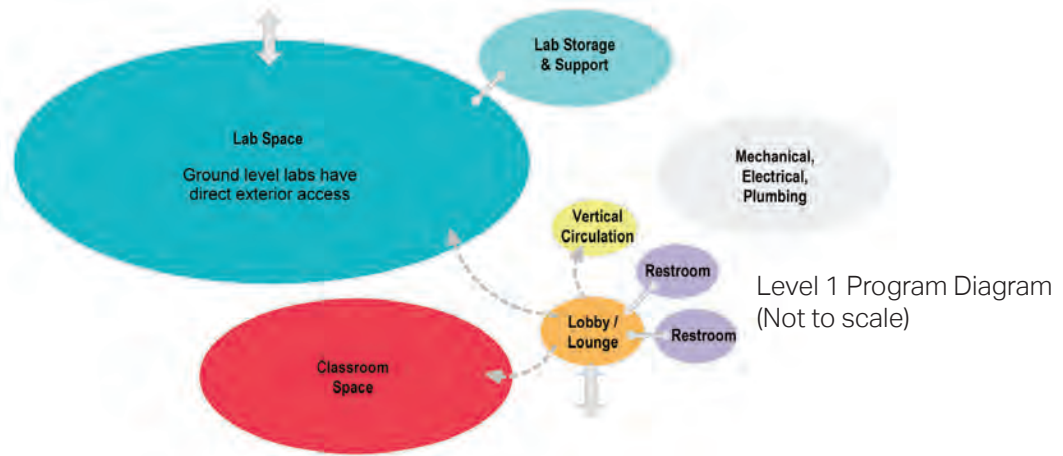 Lab Storage
& Support
Lab Space
Ground level labs have
direct exterior access
Mechanical,
Electrical,
Plumbing
Vertical
Circulation
Restroom
Level 1 Program Diagram
(Not to scale)
Lobby /
Lounge
Restroom
Classroom
Space